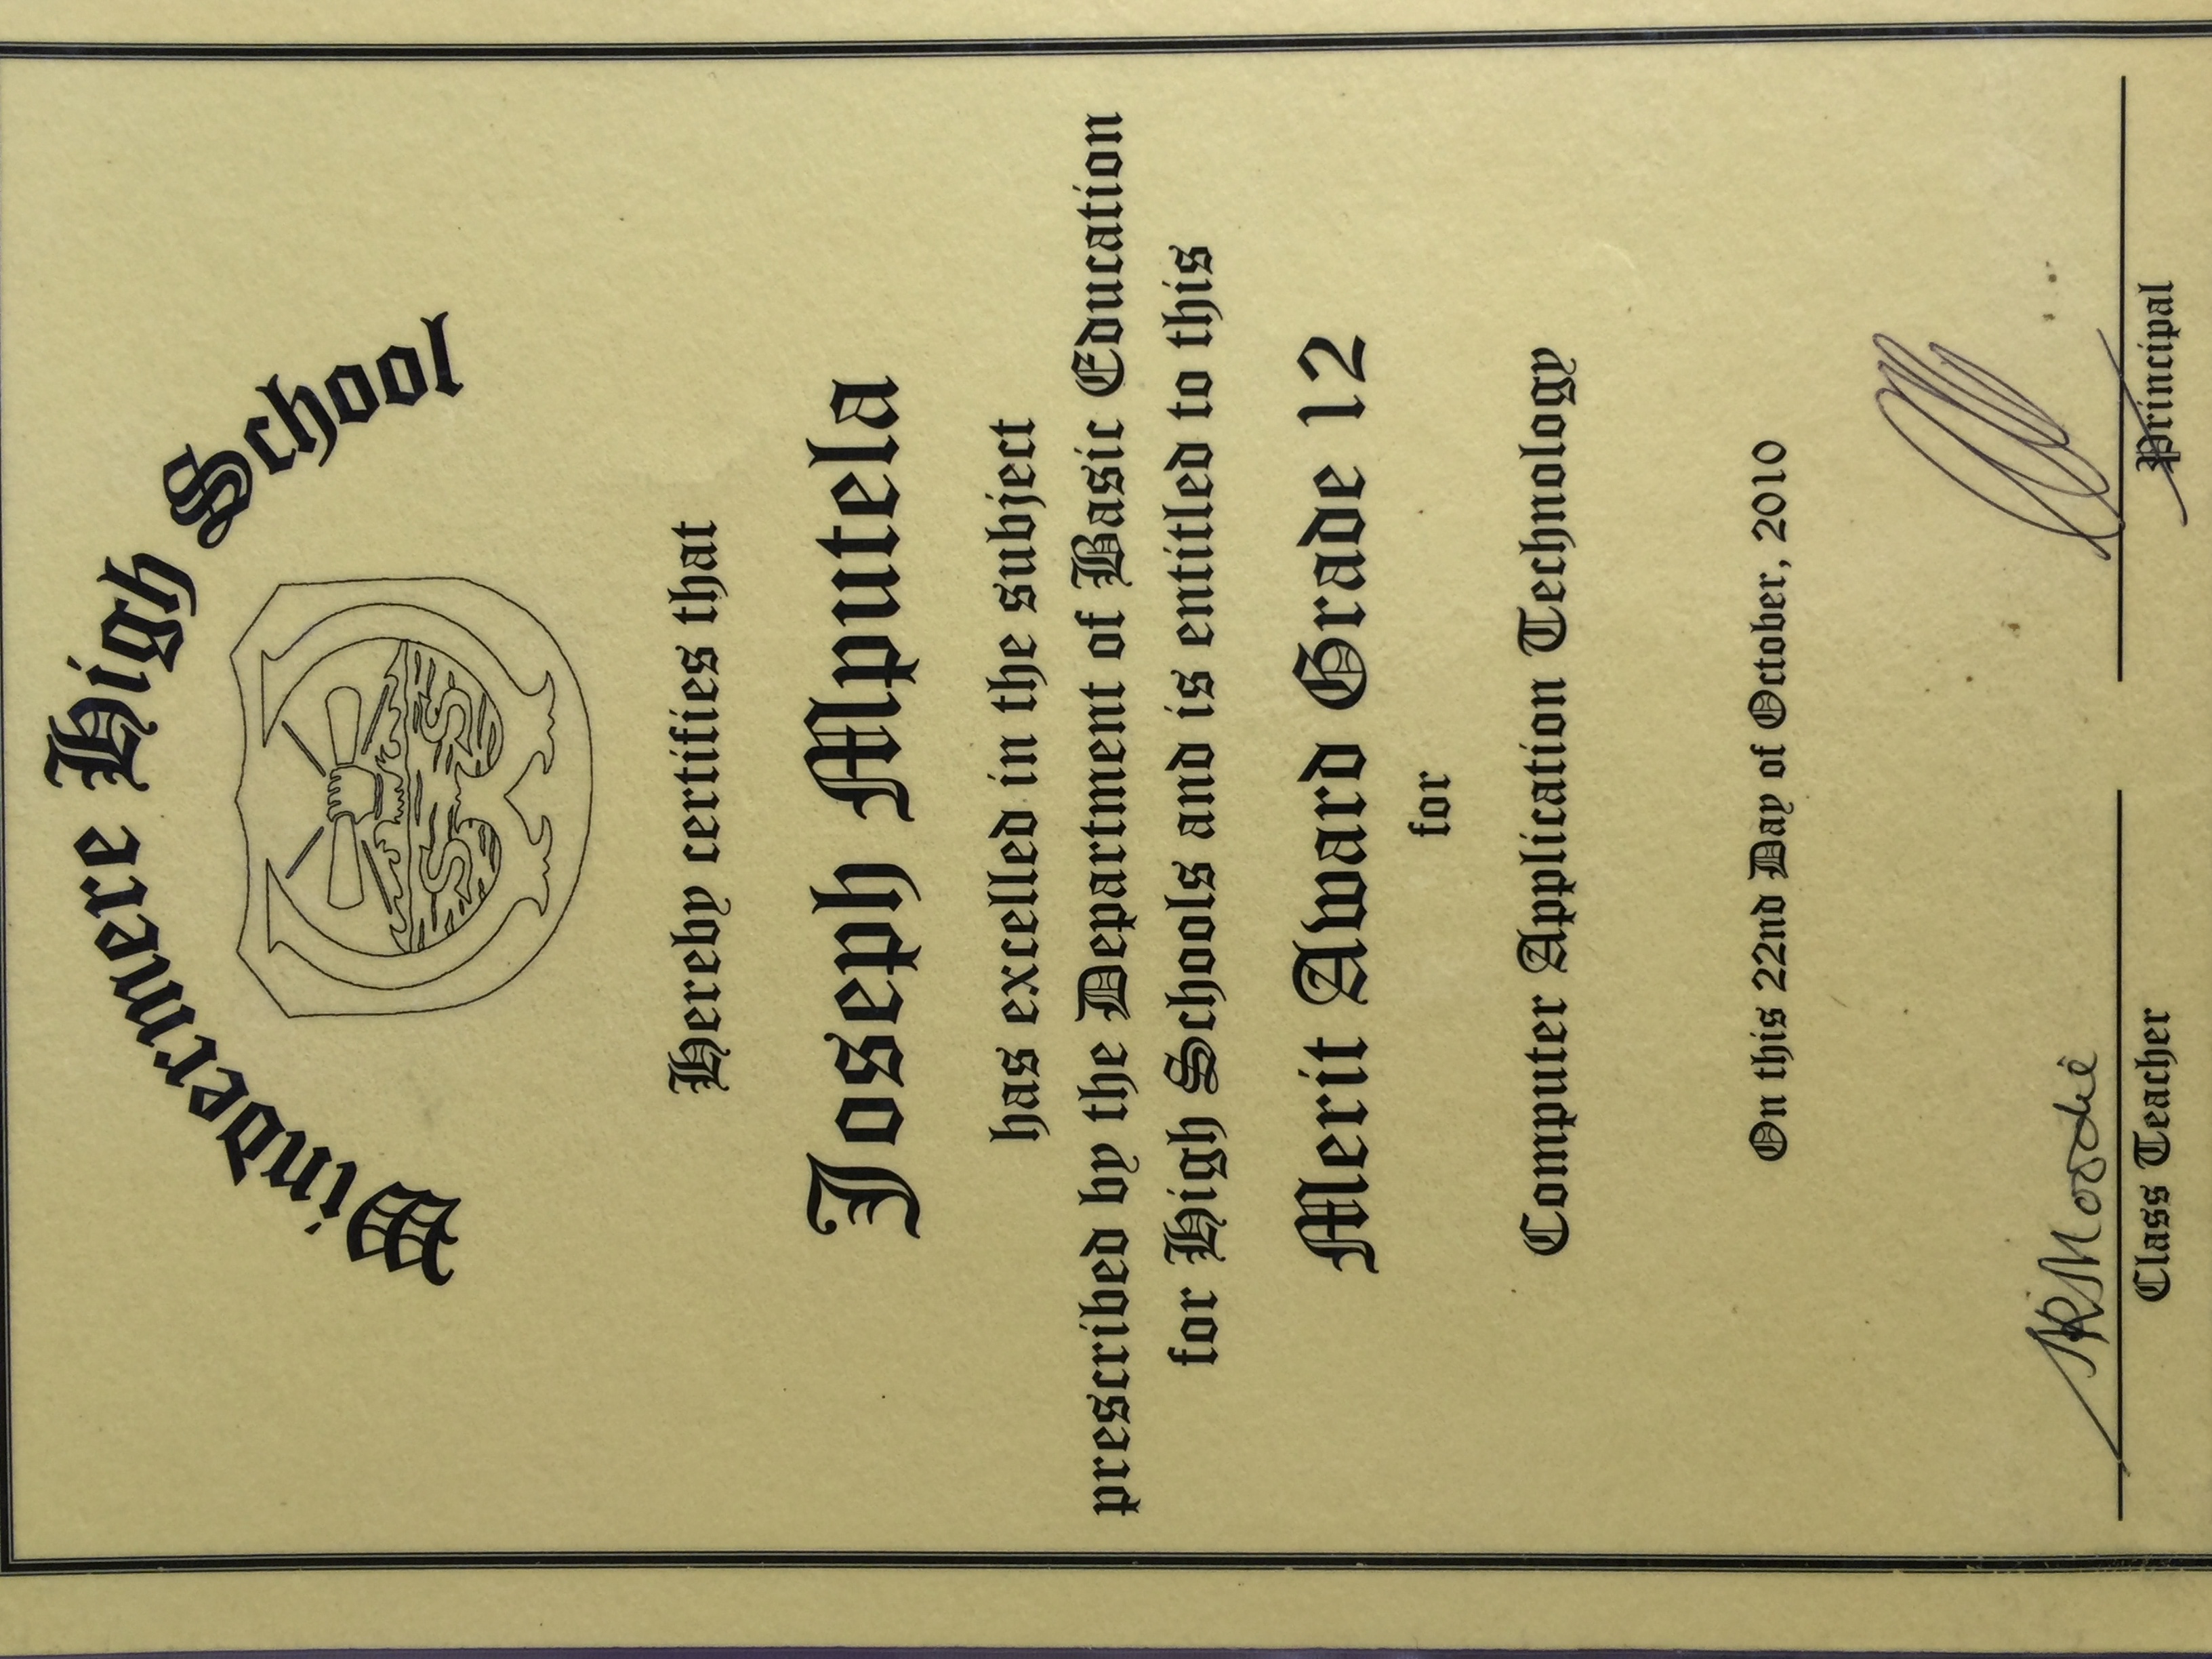 Windermere High School
S S
Hereby certifies that
Joseph Mputela
has excelled in the subject
prescribed by the Department of Basic Education
for High Schools and is entitled to this
Merit Award Grade 12
for
Computer Application Technology
On this 22nd Day of October, 2010
Moodie
Class Teacher
Principal